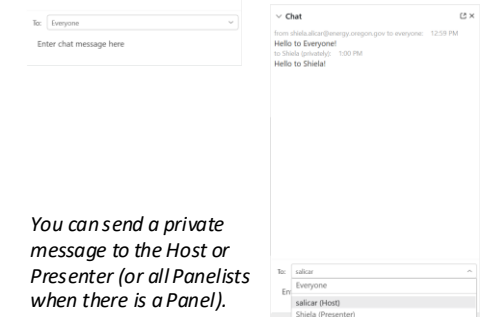 To: Everyone
Enter chat message here
You can send a private
message to the Host or
Presenter (or all Panelists
when there is a Panel).
Chat
from shiela.alicar@energy.oregon.gov to everyone: 12:59 PM
Hello to Everyone!
to Shiela (privately): 1:00 PM
Hello to Shiela!
To: salicar
Everyone
En
salicar (Host)
Shiela (Presenter)